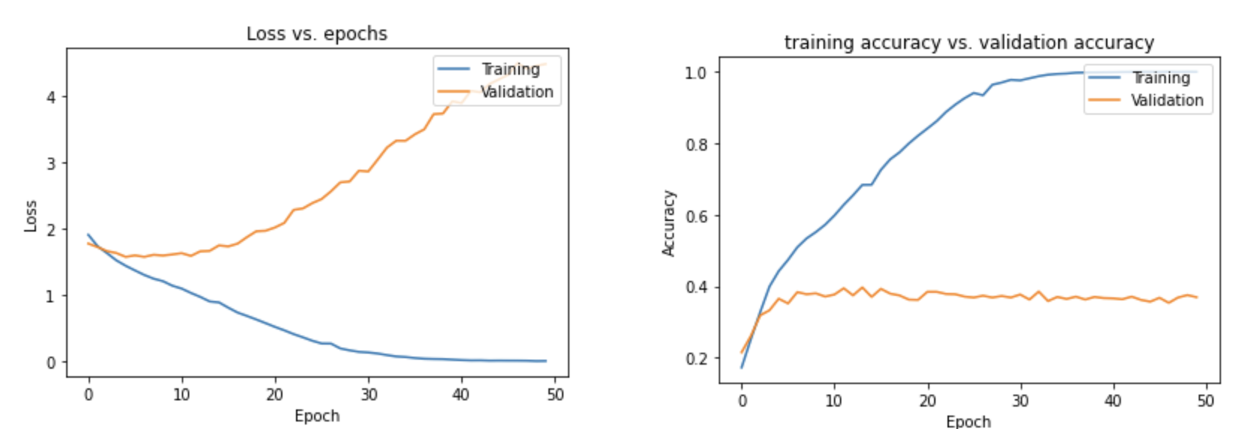 Loss vs. epochs
Training
Validation
4
3
2
1
0
Loss
0 10 20 30 40 50
Epoch
training accuracy vs. validation accuracy
Training
Validation
1.0
0.8
0.6
0.4
0.2
Accuracy
0 10 20 30 40 50
Epoch